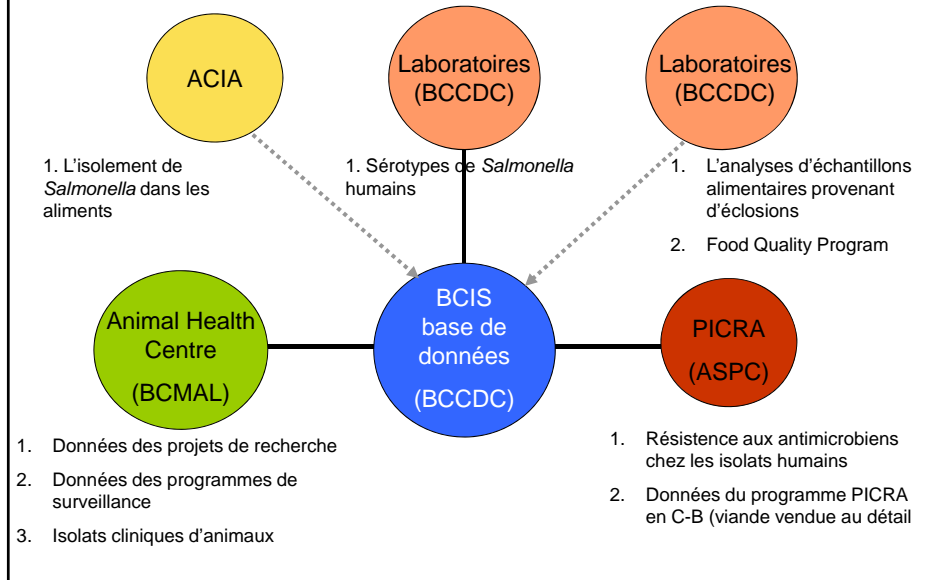 ACIA
Laboratoires
(BCCDC)
Laboratoires
(BCCDC)
1. L'isolement de
Salmonella dans les
aliments
1. Sérotypes de Salmonella
humains
1. L'analyses d'échantillons
alimentaires provenant
d'éclosions
2. Food Quality Program
Animal Health
Centre
(BCMAL)
BCIS
base de
données
(BCCDC)
PICRA
(ASPC)
1. Données des projets de recherche
2. Données des programmes de
surveillance
3. Isolats cliniques d'animaux
1. Résistence aux antimicrobiens
chez les isolats humains
2. Données du programme PICRA
en C-B (viande vendue au détail